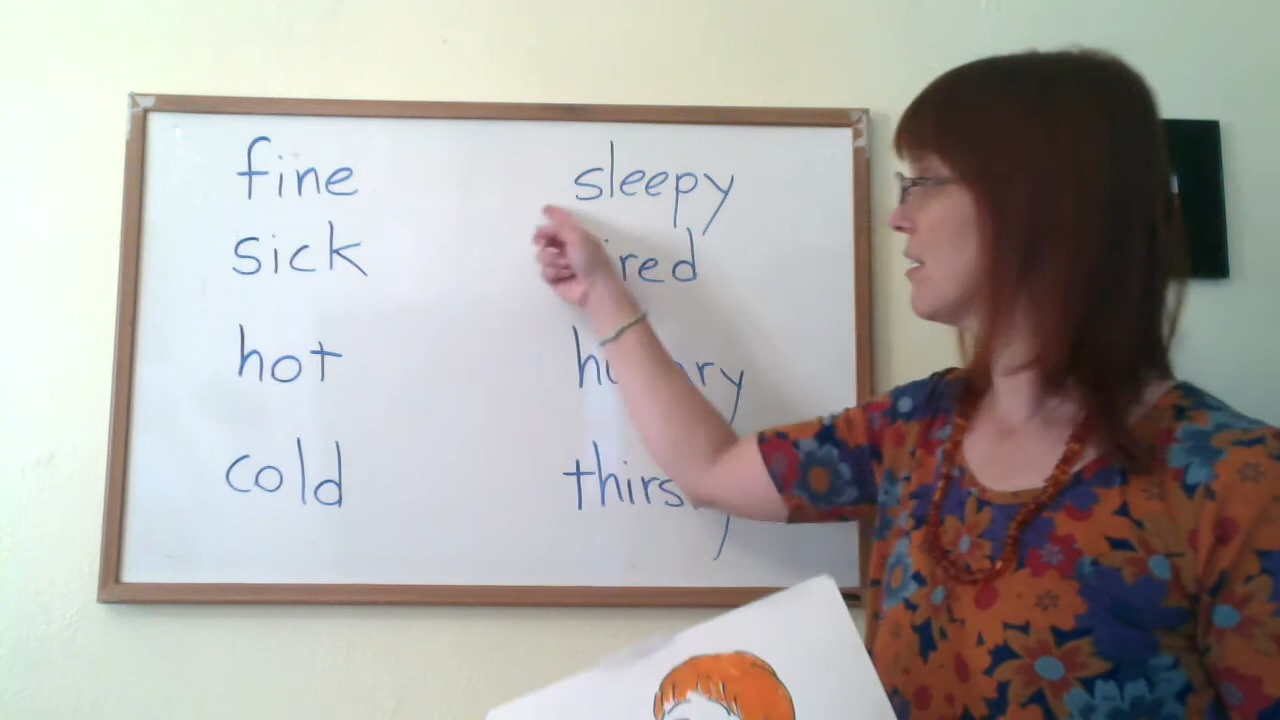 fine
sick
hot
cold
sleepy
tired
hungry
thirsty